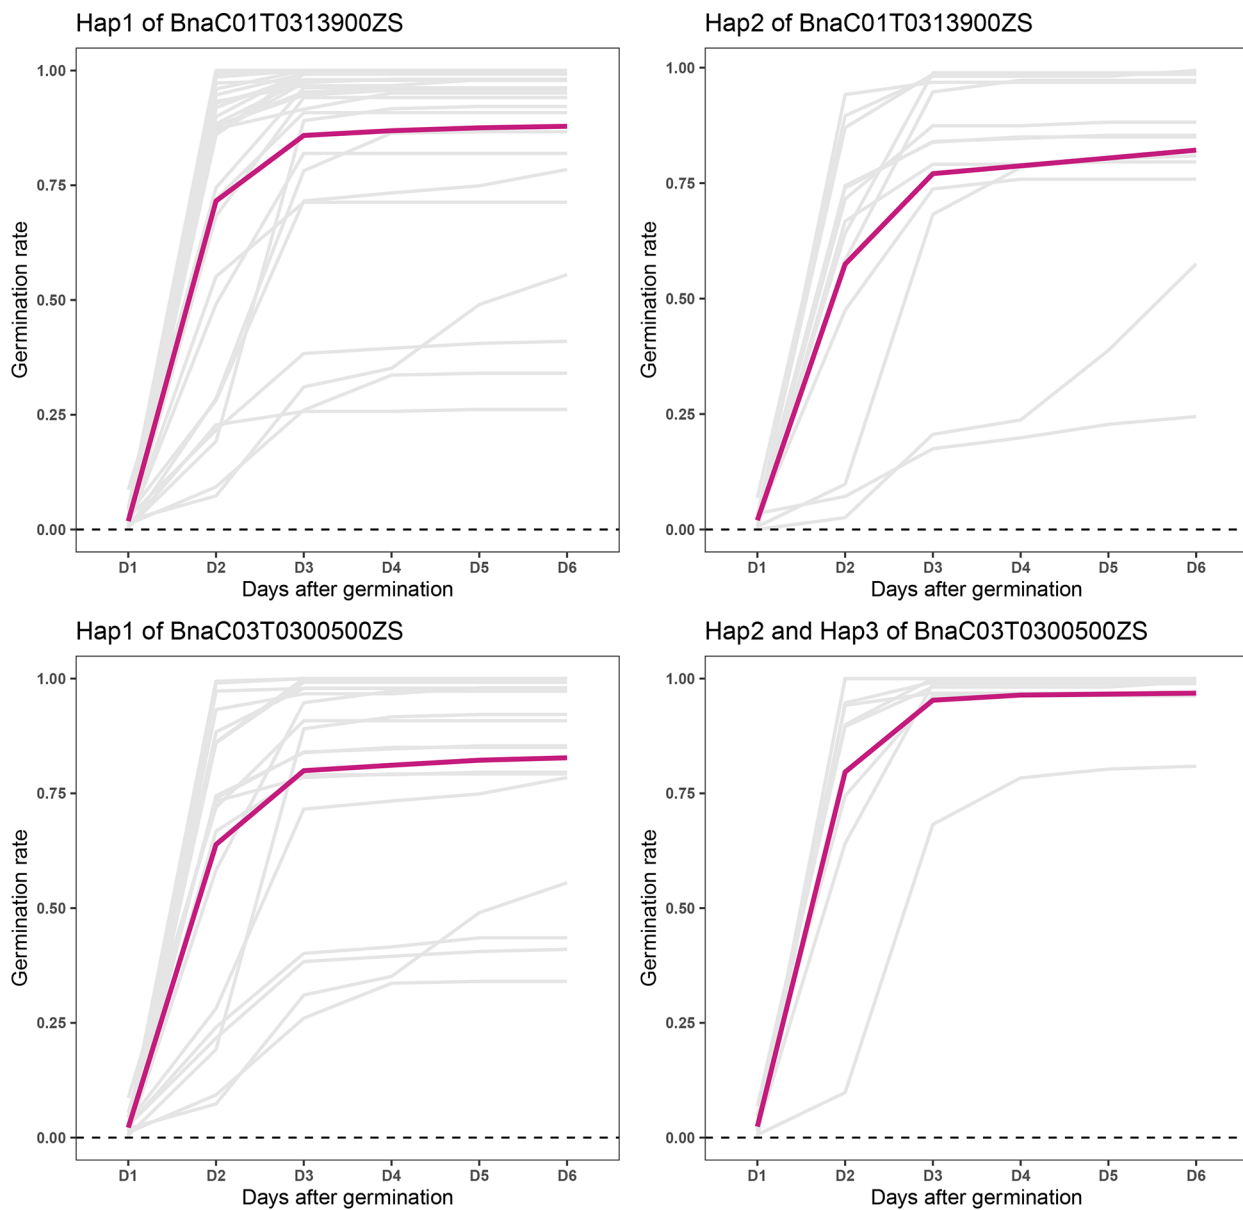 Hap1 of BnaC01T0313900ZS
1.00
0.75
0.50
0.25
0.00
Germination rate
D1 D2 D3 D4 D5 D6
Days after germination
Hap2 of BnaC01T0313900ZS
1.00
0.75
0.50
0.25
0.00
Germination rate
D1 D2 D3 D4 D5 D6
Days after germination
Hap1 of BnaC03T0300500ZS
1.00
0.75
0.50
0.25
0.00
Germination rate
D1 D2 D3 D4 D5 D6
Days after germination
Hap2 and Hap3 of BnaC03T0300500ZS
1.00
0.75
0.50
0.25
0.00
Germination rate
D1 D2 D3 D4 D5 D6
Days after germination